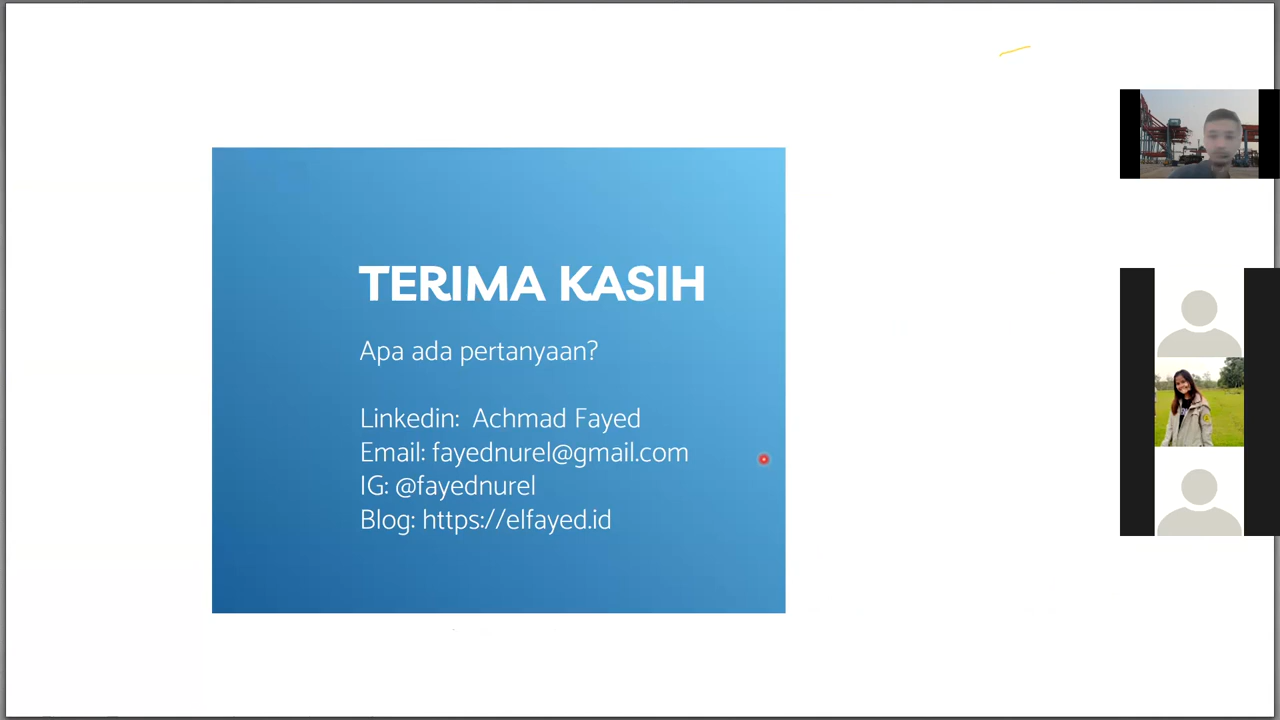 TERIMA KASIH
Apa ada pertanyaan?
Linkedin: Achmad Fayed
Email: fayednurel@gmail.com
IG: @fayednurel
Blog: https://elfayed.id